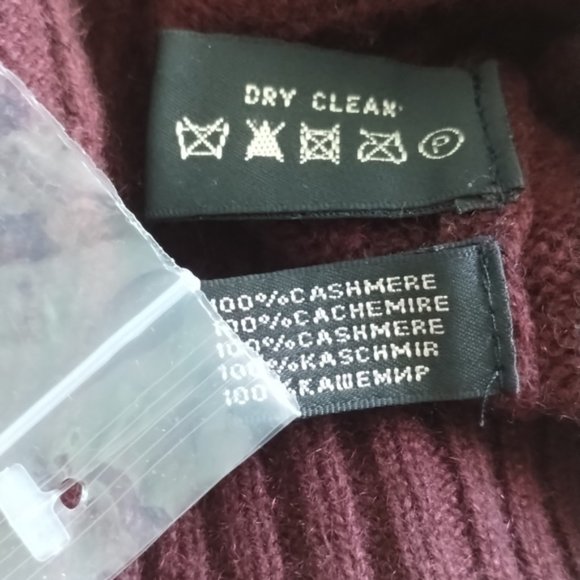 DRY CLEAN
P
100%CASHMERE
100%CACHEMIRE
100%CASHMERE
100%KASCHMIR
100%КАШЕМИР